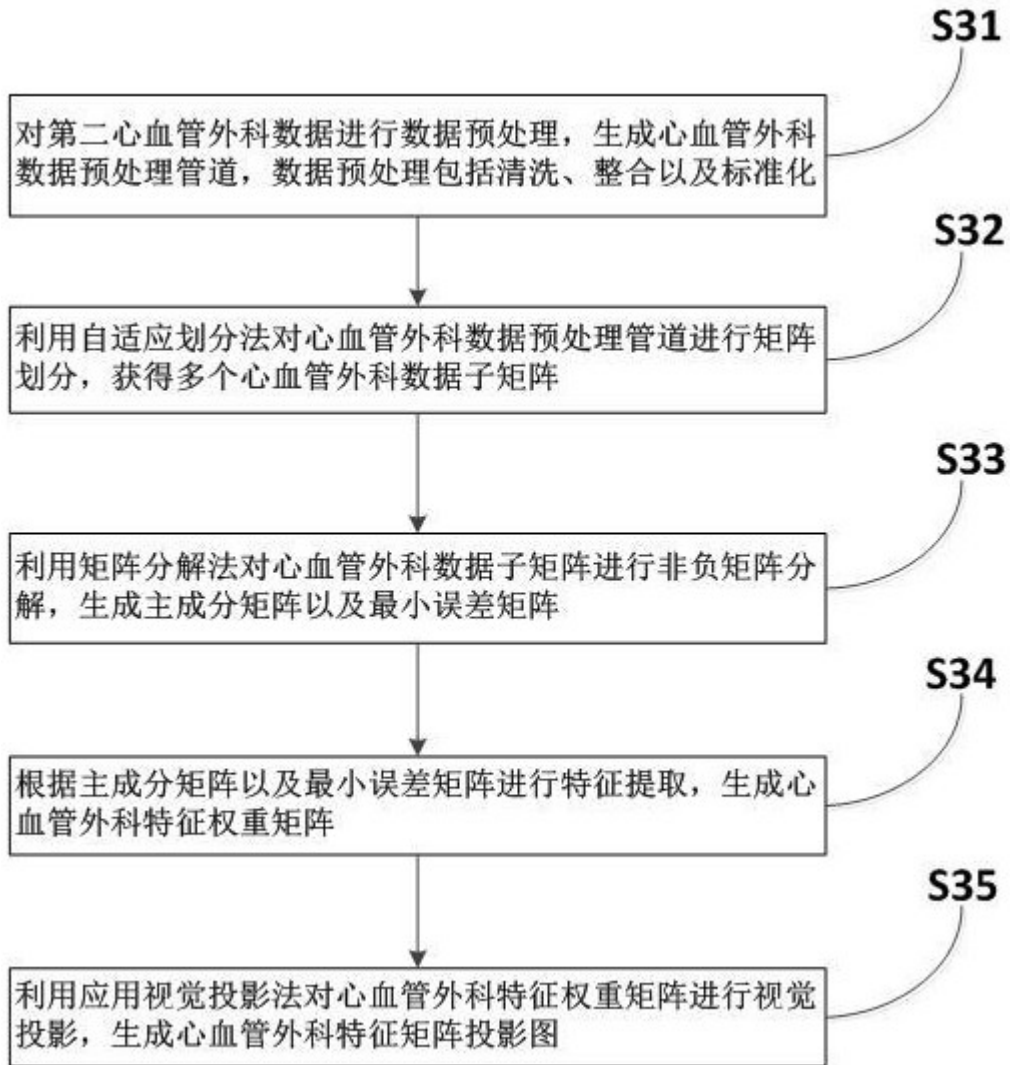 S31
对第二心血管外科数据进行数据预处理，生成心血管外科
数据预处理管道，数据预处理包括清洗、整合以及标准化
S32
利用自适应划分法对心血管外科数据预处理管道进行矩阵
划分，获得多个心血管外科数据子矩阵
S33
利用矩阵分解法对心血管外科数据子矩阵进行非负矩阵分
解，生成主成分矩阵以及最小误差矩阵
S34
根据主成分矩阵以及最小误差矩阵进行特征提取，生成心
血管外科特征权重矩阵
S35
利用应用视觉投影法对心血管外科特征权重矩阵进行视觉
投影，生成心血管外科特征矩阵投影图